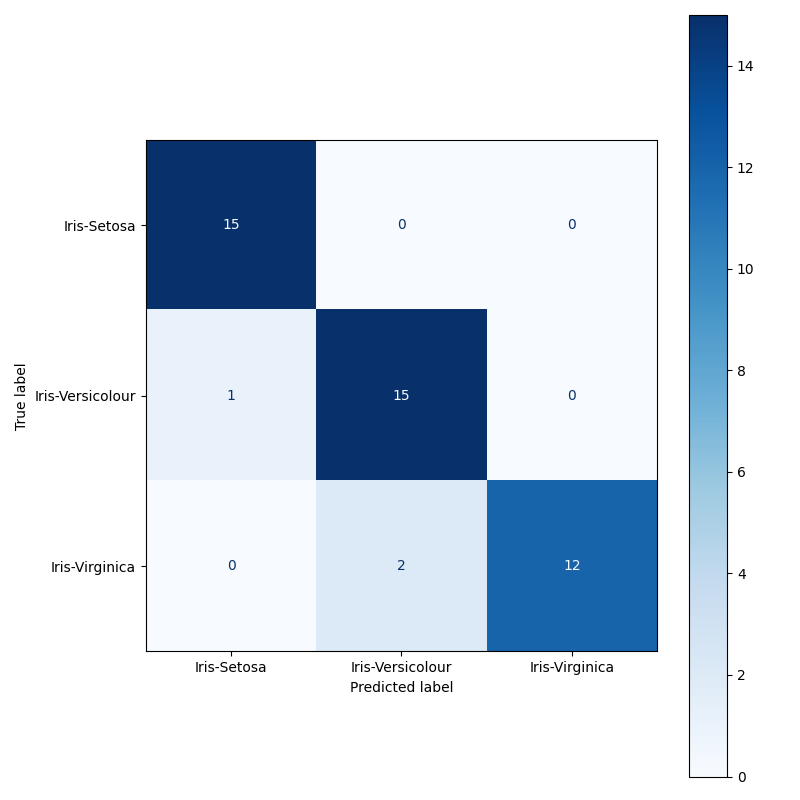 14
12
10
8
6
4
2
0
True label
Iris-Setosa 15 0 0
Iris-Versicolour 1 15 0
Iris-Virginica 0 2 12
Iris-Setosa Iris-Versicolour Iris-Virginica
Predicted label